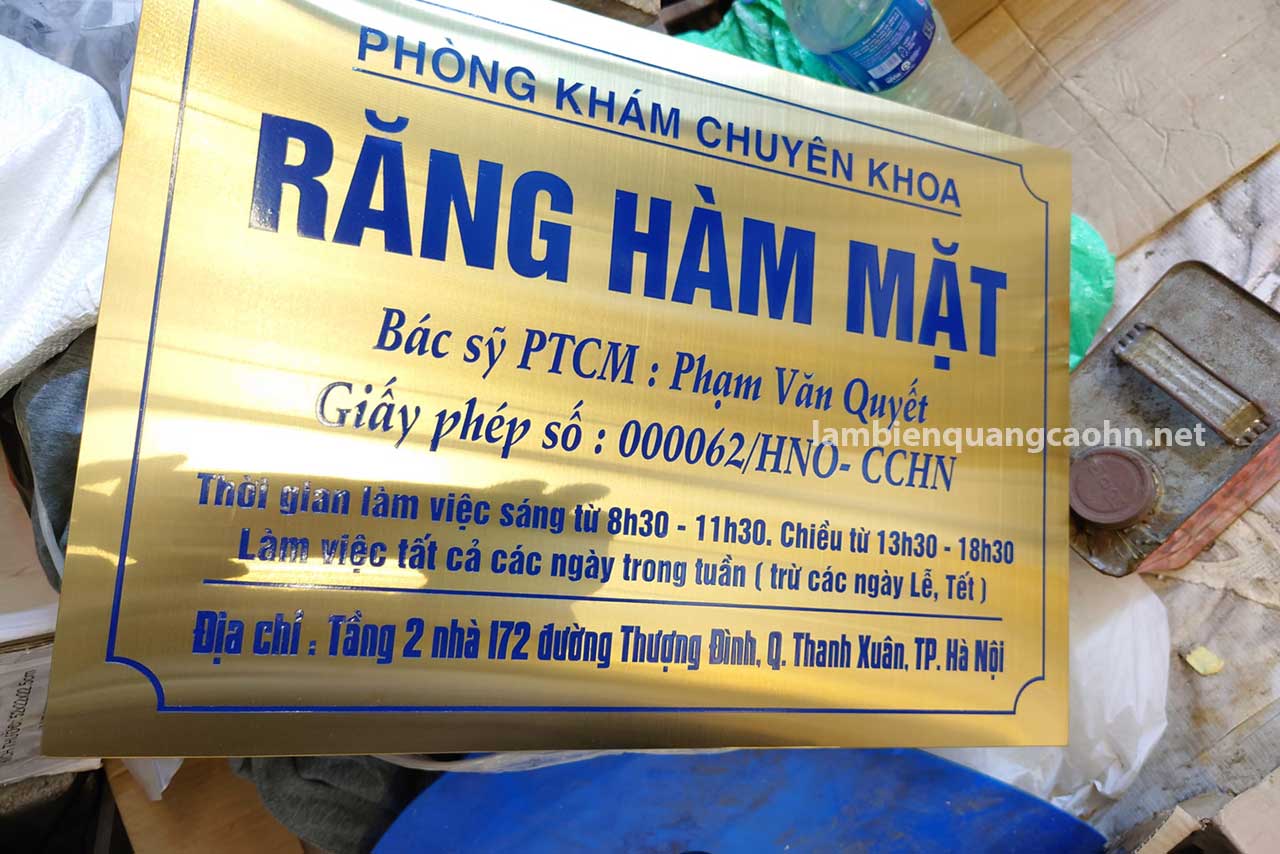 PHÒNG KHÁM CHUYÊN KHOA
RĂNG HÀM MẶT
Bác sỹ PTCM : Phạm Văn Quyết
Giấy phép số : 000062/HNO- CCHN
lambienquangcaohn.net
Thời gian làm việc sáng từ 8h30 - 11h30. Chiều từ 13h30 - 18h30
Làm việc tất cả các ngày trong tuần ( trừ các ngày Lễ, Tết )
Địa chỉ : Tầng 2 nhà 172 đường Thượng Đình, Q. Thanh Xuân, TP. Hà Nội